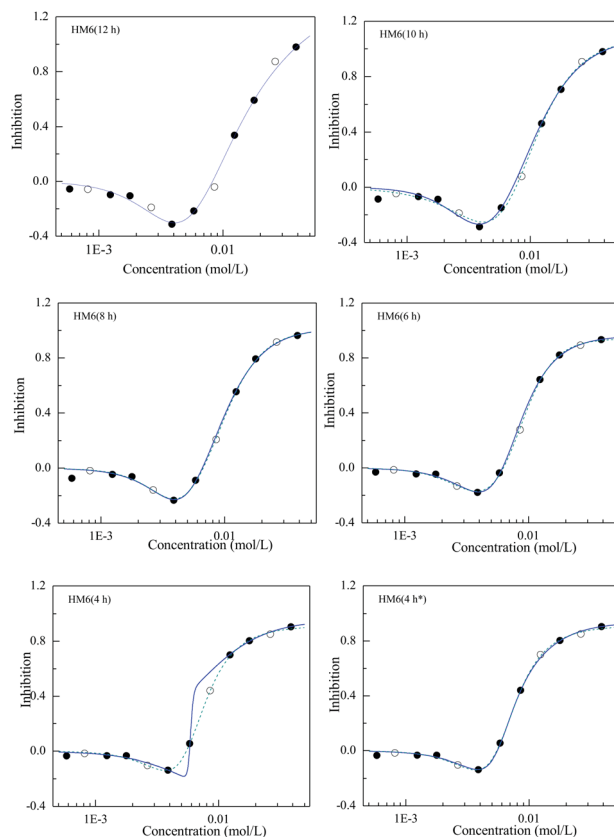 HM6(12 h)
1.2
0.8
0.4
0.0
-0.4
Inhibition
1E-3
0.01
Concentration (mol/L)
HM6(10 h)
1.2
0.8
0.4
0.0
-0.4
Inhibition
1E-3
0.01
Concentration (mol/L)
HM6(8 h)
1.2
0.8
0.4
0.0
-0.4
Inhibition
1E-3
0.01
Concentration (mol/L)
HM6(6 h)
1.2
0.8
0.4
0.0
-0.4
Inhibition
1E-3
0.01
Concentration (mol/L)
HM6(4 h)
1.2
0.8
0.4
0.0
-0.4
Inhibition
1E-3
0.01
Concentration (mol/L)
HM6(4 h*)
1.2
0.8
0.4
0.0
-0.4
Inhibition
1E-3
0.01
Concentration (mol/L)